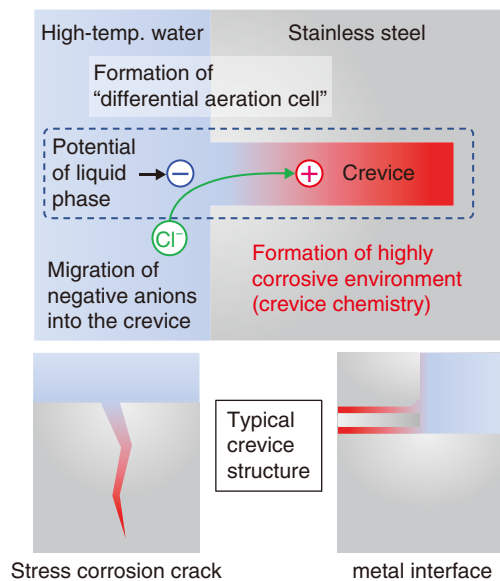 High-temp. water
Stainless steel
Formation of
“differential aeration cell”
Potential
of liquid
phase
−
+
Crevice
Cl⁻
Migration of
negative anions
into the crevice
Formation of highly
corrosive environment
(crevice chemistry)
Typical
crevice
structure
Stress corrosion crack
metal interface